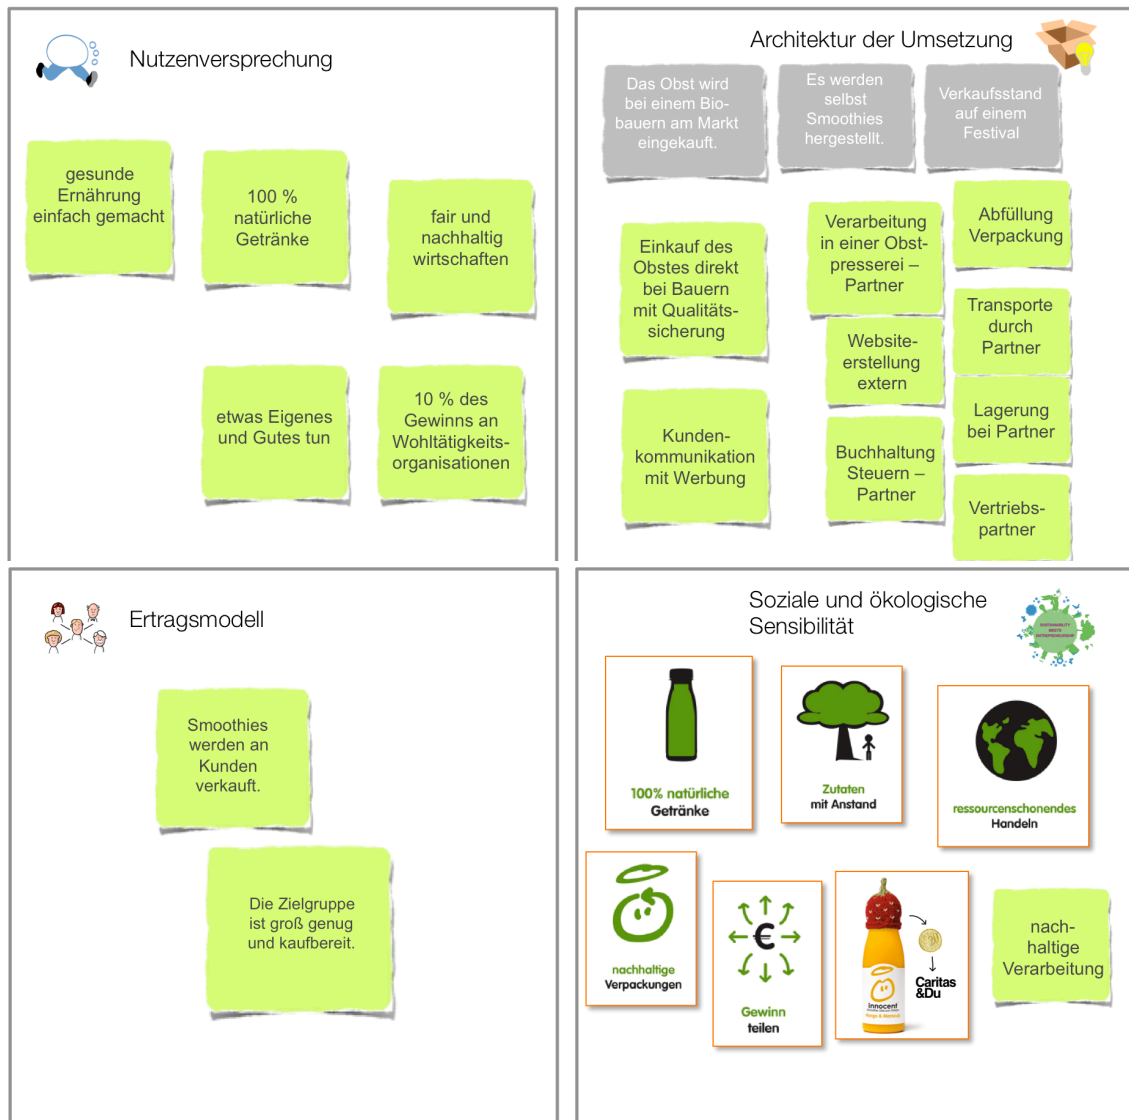 Nutzenversprechung
gesunde
Ernährung
einfach gemacht
100 %
natürliche
Getränke
fair und
nachhaltig
wirtschaften
etwas Eigenes
und Gutes tun
10 % des
Gewinns an
Wohltätigkeits-
organisationen
Architektur der Umsetzung
Das Obst wird
bei einem Bio-
bauern am Markt
eingekauft.
Es werden
selbst
Smoothies
hergestellt.
Verkaufsstand
auf einem
Festival
Einkauf des
Obstes direkt
bei Bauern
mit Qualitäts-
sicherung
Kunden-
kommunikation
mit Werbung
Verarbeitung
in einer Obst-
presserei –
Partner
Website-
erstellung
extern
Buchhaltung
Steuern –
Partner
Abfüllung
Verpackung
Transporte
durch
Partner
Lagerung
bei Partner
Vertriebs-
partner
Ertragsmodell
Smoothies
werden an
Kunden
verkauft.
Die Zielgruppe
ist groß genug
und kaufbereit.
Soziale und ökologische
Sensibilität
SUSTAINABILITY
MEETS
ENTREPRENEURSHIP
100% natürliche
Getränke
Zutaten
mit Anstand
ressourcenschonendes
Handeln
nachhaltige
Verpackungen
€
Gewinn
teilen
innocent
Caritas
&Du
nach-
haltige
Verarbeitung